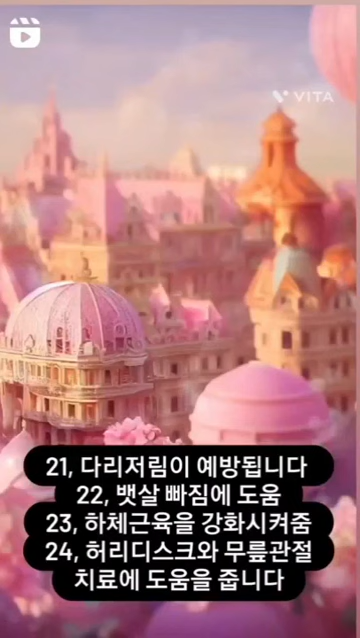 VITA
21, 다리저림이 예방됩니다
22, 뱃살 빠짐에 도움
23, 하체근육을 강화시켜줌
24, 허리디스크와 무릎관절
치료에 도움을 줍니다